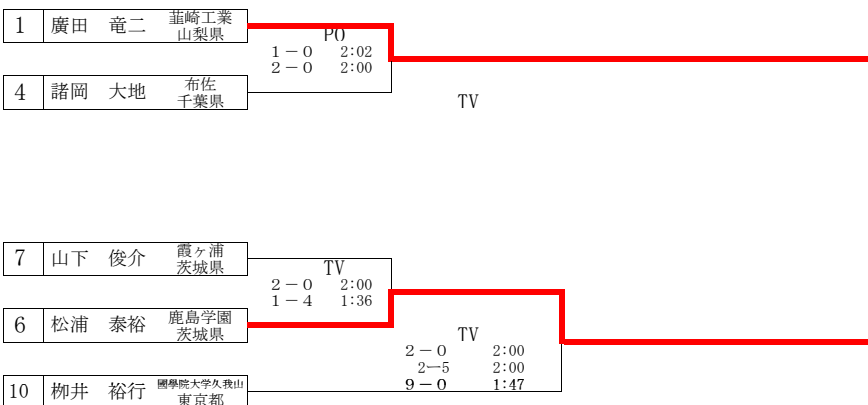 1 廣田 竜二 韮崎工業
山梨県
PO
1－0 2:02
2－0 2:00
4 諸岡 大地 布佐
千葉県
TV
7 山下 俊介 霞ヶ浦
茨城県
TV
2－0 2:00
1－4 1:36
6 松浦 泰裕 鹿島学園
茨城県
TV
2－0 2:00
2ー5 2:00
9－0 1:47
10 栁井 裕行 國學院大学久我山
東京都